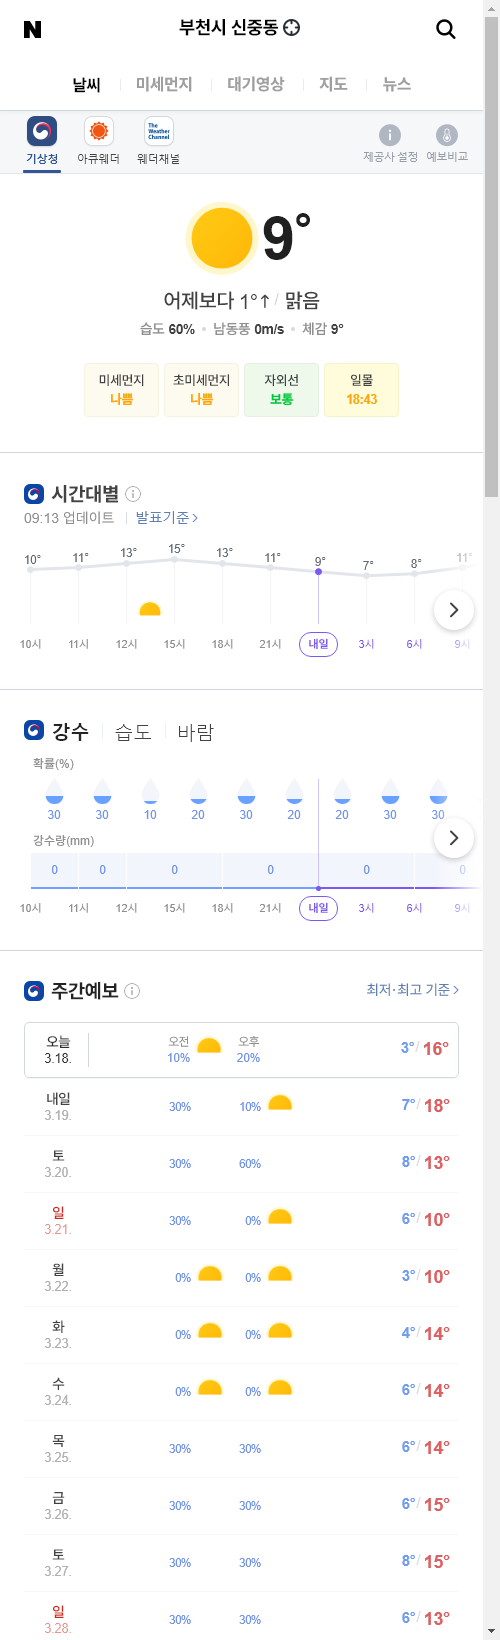 N 부천시 신중동
날씨 미세먼지 대기영상 지도 뉴스
기상청 아큐웨더 The Weather Channel 웨더채널 제공사 설정 예보비교
9°
어제보다 1°↑ / 맑음
습도 60% 남동풍 0m/s 체감 9°
미세먼지 초미세먼지 자외선 일몰
나쁨 나쁨 보통 18:43
시간대별
09:13 업데이트 발표기준 >
10° 11° 13° 15° 13° 11° 9° 7° 8° 11°
10시 11시 12시 15시 18시 21시 내일 3시 6시 9시
강수 습도 바람
확률(%)
30 30 10 20 30 20 20 30 30
강수량(mm)
0 0 0 0 0 0
10시 11시 12시 15시 18시 21시 내일 3시 6시 9시
주간예보 최저·최고 기준 >
오늘 3.18. 오전 10% 오후 20% 3° / 16°
내일 3.19. 30% 10% 7° / 18°
토 3.20. 30% 60% 8° / 13°
일 3.21. 30% 0% 6° / 10°
월 3.22. 0% 0% 3° / 10°
화 3.23. 0% 0% 4° / 14°
수 3.24. 0% 0% 6° / 14°
목 3.25. 30% 30% 6° / 14°
금 3.26. 30% 30% 6° / 15°
토 3.27. 30% 30% 8° / 15°
일 3.28. 30% 30% 6° / 13°